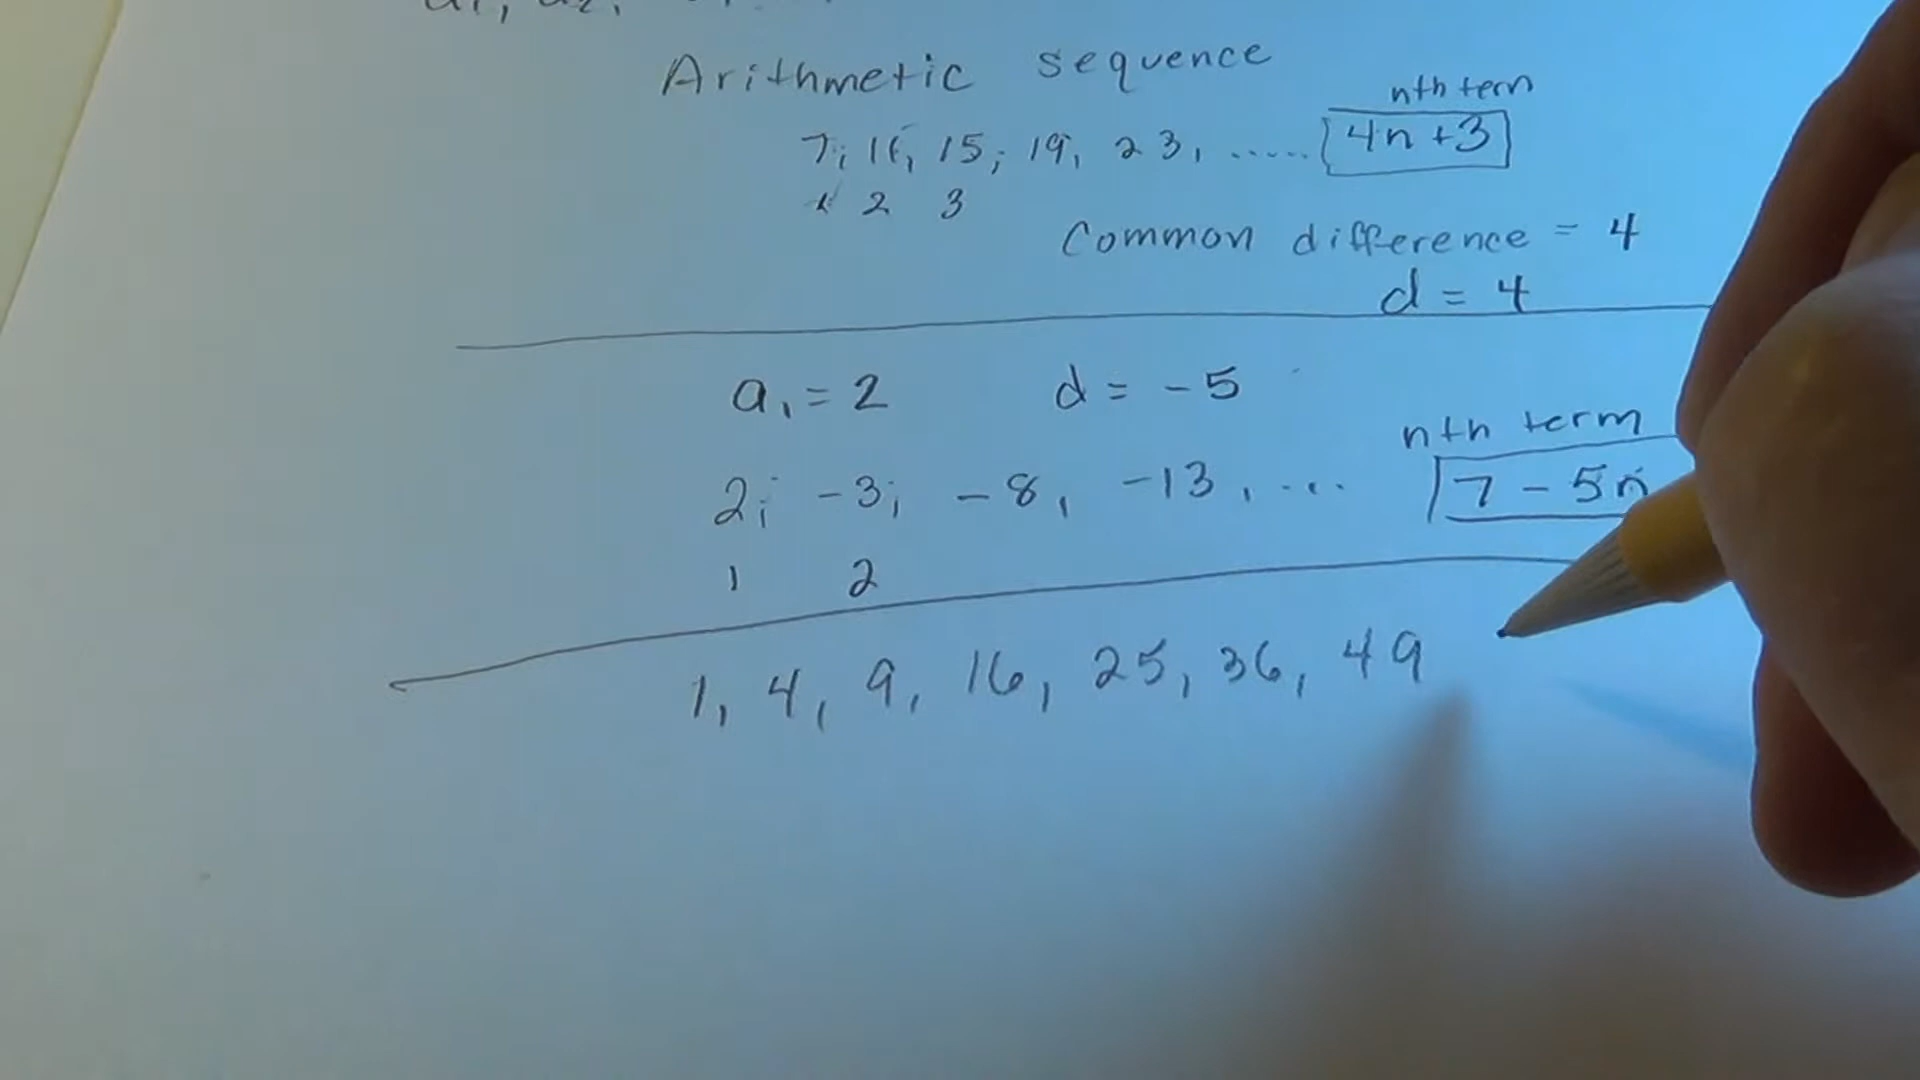 Arithmetic sequence
nth term
7, 11, 15, 19, 23, ..... 4n+3
1 2 3
Common difference = 4
d = 4
a1 = 2 d = -5
nth term
2, -3, -8, -13, ... 7 - 5n
1 2
1, 4, 9, 16, 25, 36, 49